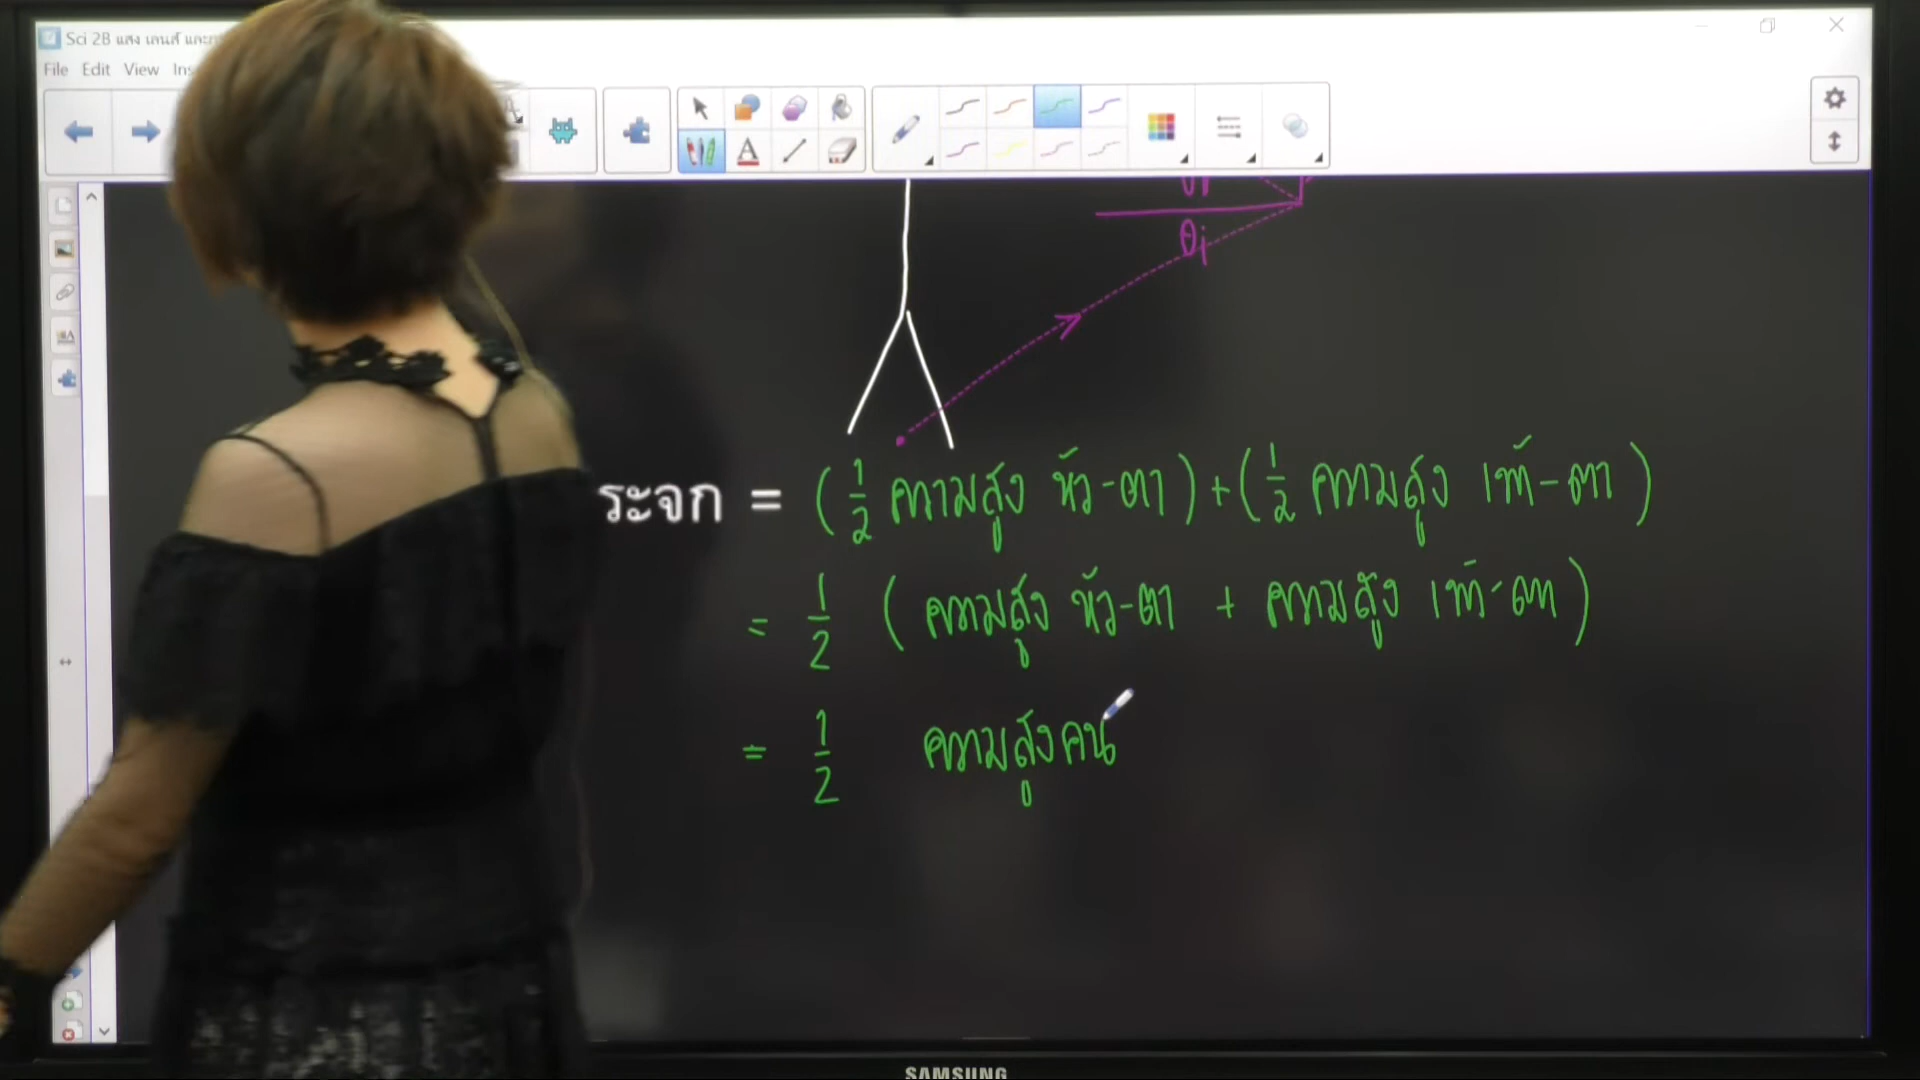 Sci 28 แสง เลนส์ และ
File Edit View Ins
A
θr
θi
ระจก = (1/2 ความสูง หัว-ตา) + (1/2 ความสูง เท้า-ตา)
= 1/2 (ความสูง หัว-ตา + ความสูง เท้า-ตา)
= 1/2 ความสูงคน
SAMSUNG